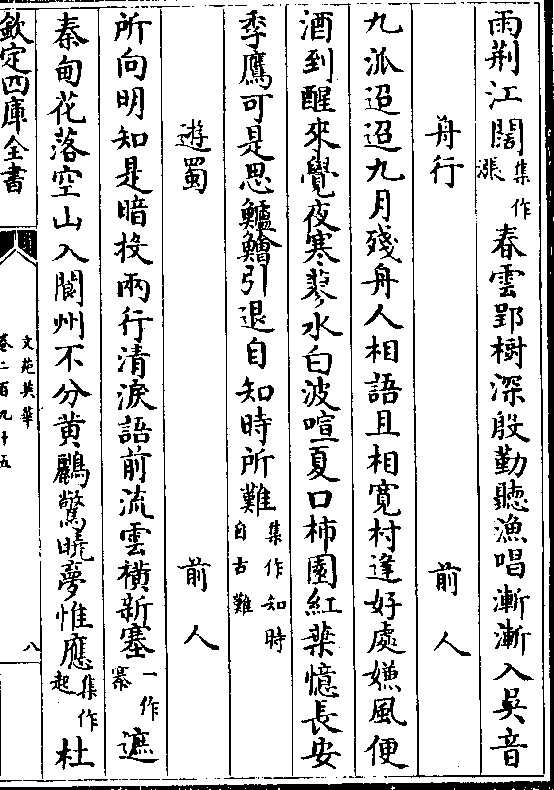 雨荆江闊集作漲春雲郢樹深殷勤聽漁唱漸漸入吳音
舟行　前人
九派迢迢九月殘舟人相語且相寛村逢好處嫌風便
酒到醒來覺夜寒蓼水白波喧夏口柿園紅葉憶長安
季鷹可是思鱸鱠引退自知時所難集作知時自古難
遊蜀　前人
所向明知是暗投兩行清淚語前流雲橫新塞一作寨遮
秦甸花落空山入閬州不分黄鸝驚曉夢惟應集作起杜
欽定四庫全書
文苑英華
卷二百九十五
八